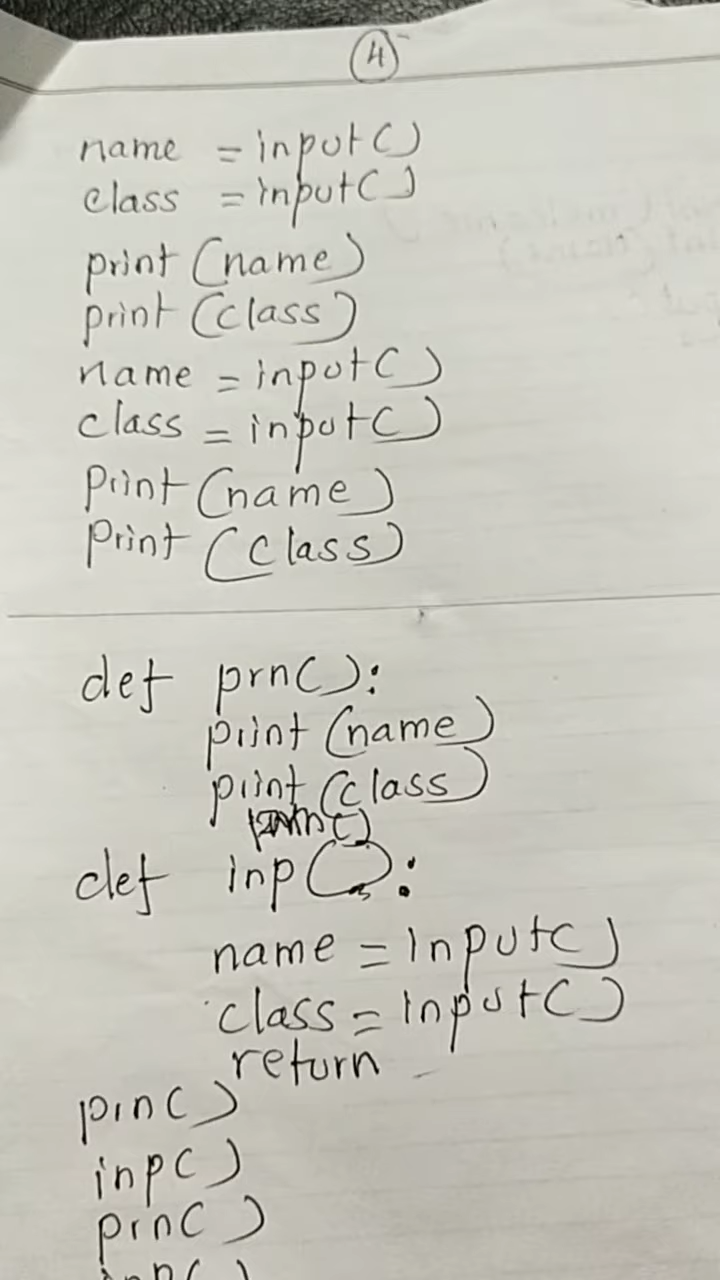 4
name = input()
class = input()
print (name)
print (class)
name = input()
class = input()
Print (name)
Print (class)
def prn():
print (name)
print (class)
def inp():
name = input()
class = input()
return
prn()
inp()
prn()
inp()